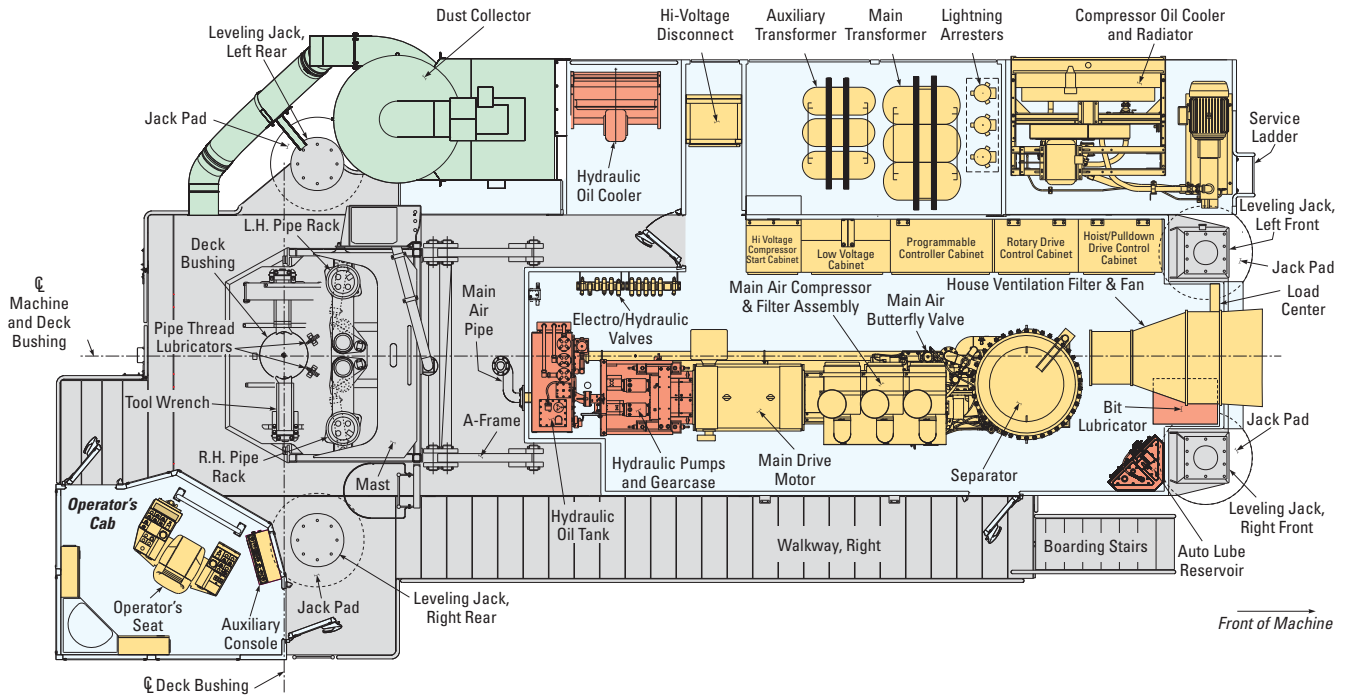 Dust Collector
Leveling Jack,
Left Rear
Jack Pad
Hi-Voltage
Disconnect
Auxiliary
Transformer
Main
Transformer
Lightning
Arresters
Compressor Oil Cooler
and Radiator
Service
Ladder
Hydraulic
Oil Cooler
L.H. Pipe Rack
Deck
Bushing
Hi Voltage
Compressor
Start Cabinet
Low Voltage
Cabinet
Programmable
Controller Cabinet
Rotary Drive
Control Cabinet
Hoist/Pulldown
Drive Control
Cabinet
Leveling Jack,
Left Front
Jack Pad
Load
Center
House Ventilation Filter & Fan
℄
Machine
and Deck
Bushing
Pipe Thread
Lubricators
Main
Air
Pipe
Electro/Hydraulic
Valves
Main Air Compressor
& Filter Assembly
Main Air
Butterfly Valve
Tool Wrench
A-Frame
R.H. Pipe
Rack
Mast
Hydraulic Pumps
and Gearcase
Main Drive
Motor
Separator
Bit
Lubricator
Jack Pad
Leveling Jack,
Right Front
Operator's
Cab
Hydraulic
Oil Tank
Walkway, Right
Boarding Stairs
Auto Lube
Reservoir
Operator's
Seat
Auxiliary
Console
Jack Pad
Leveling Jack,
Right Rear
Front of Machine
℄ Deck Bushing